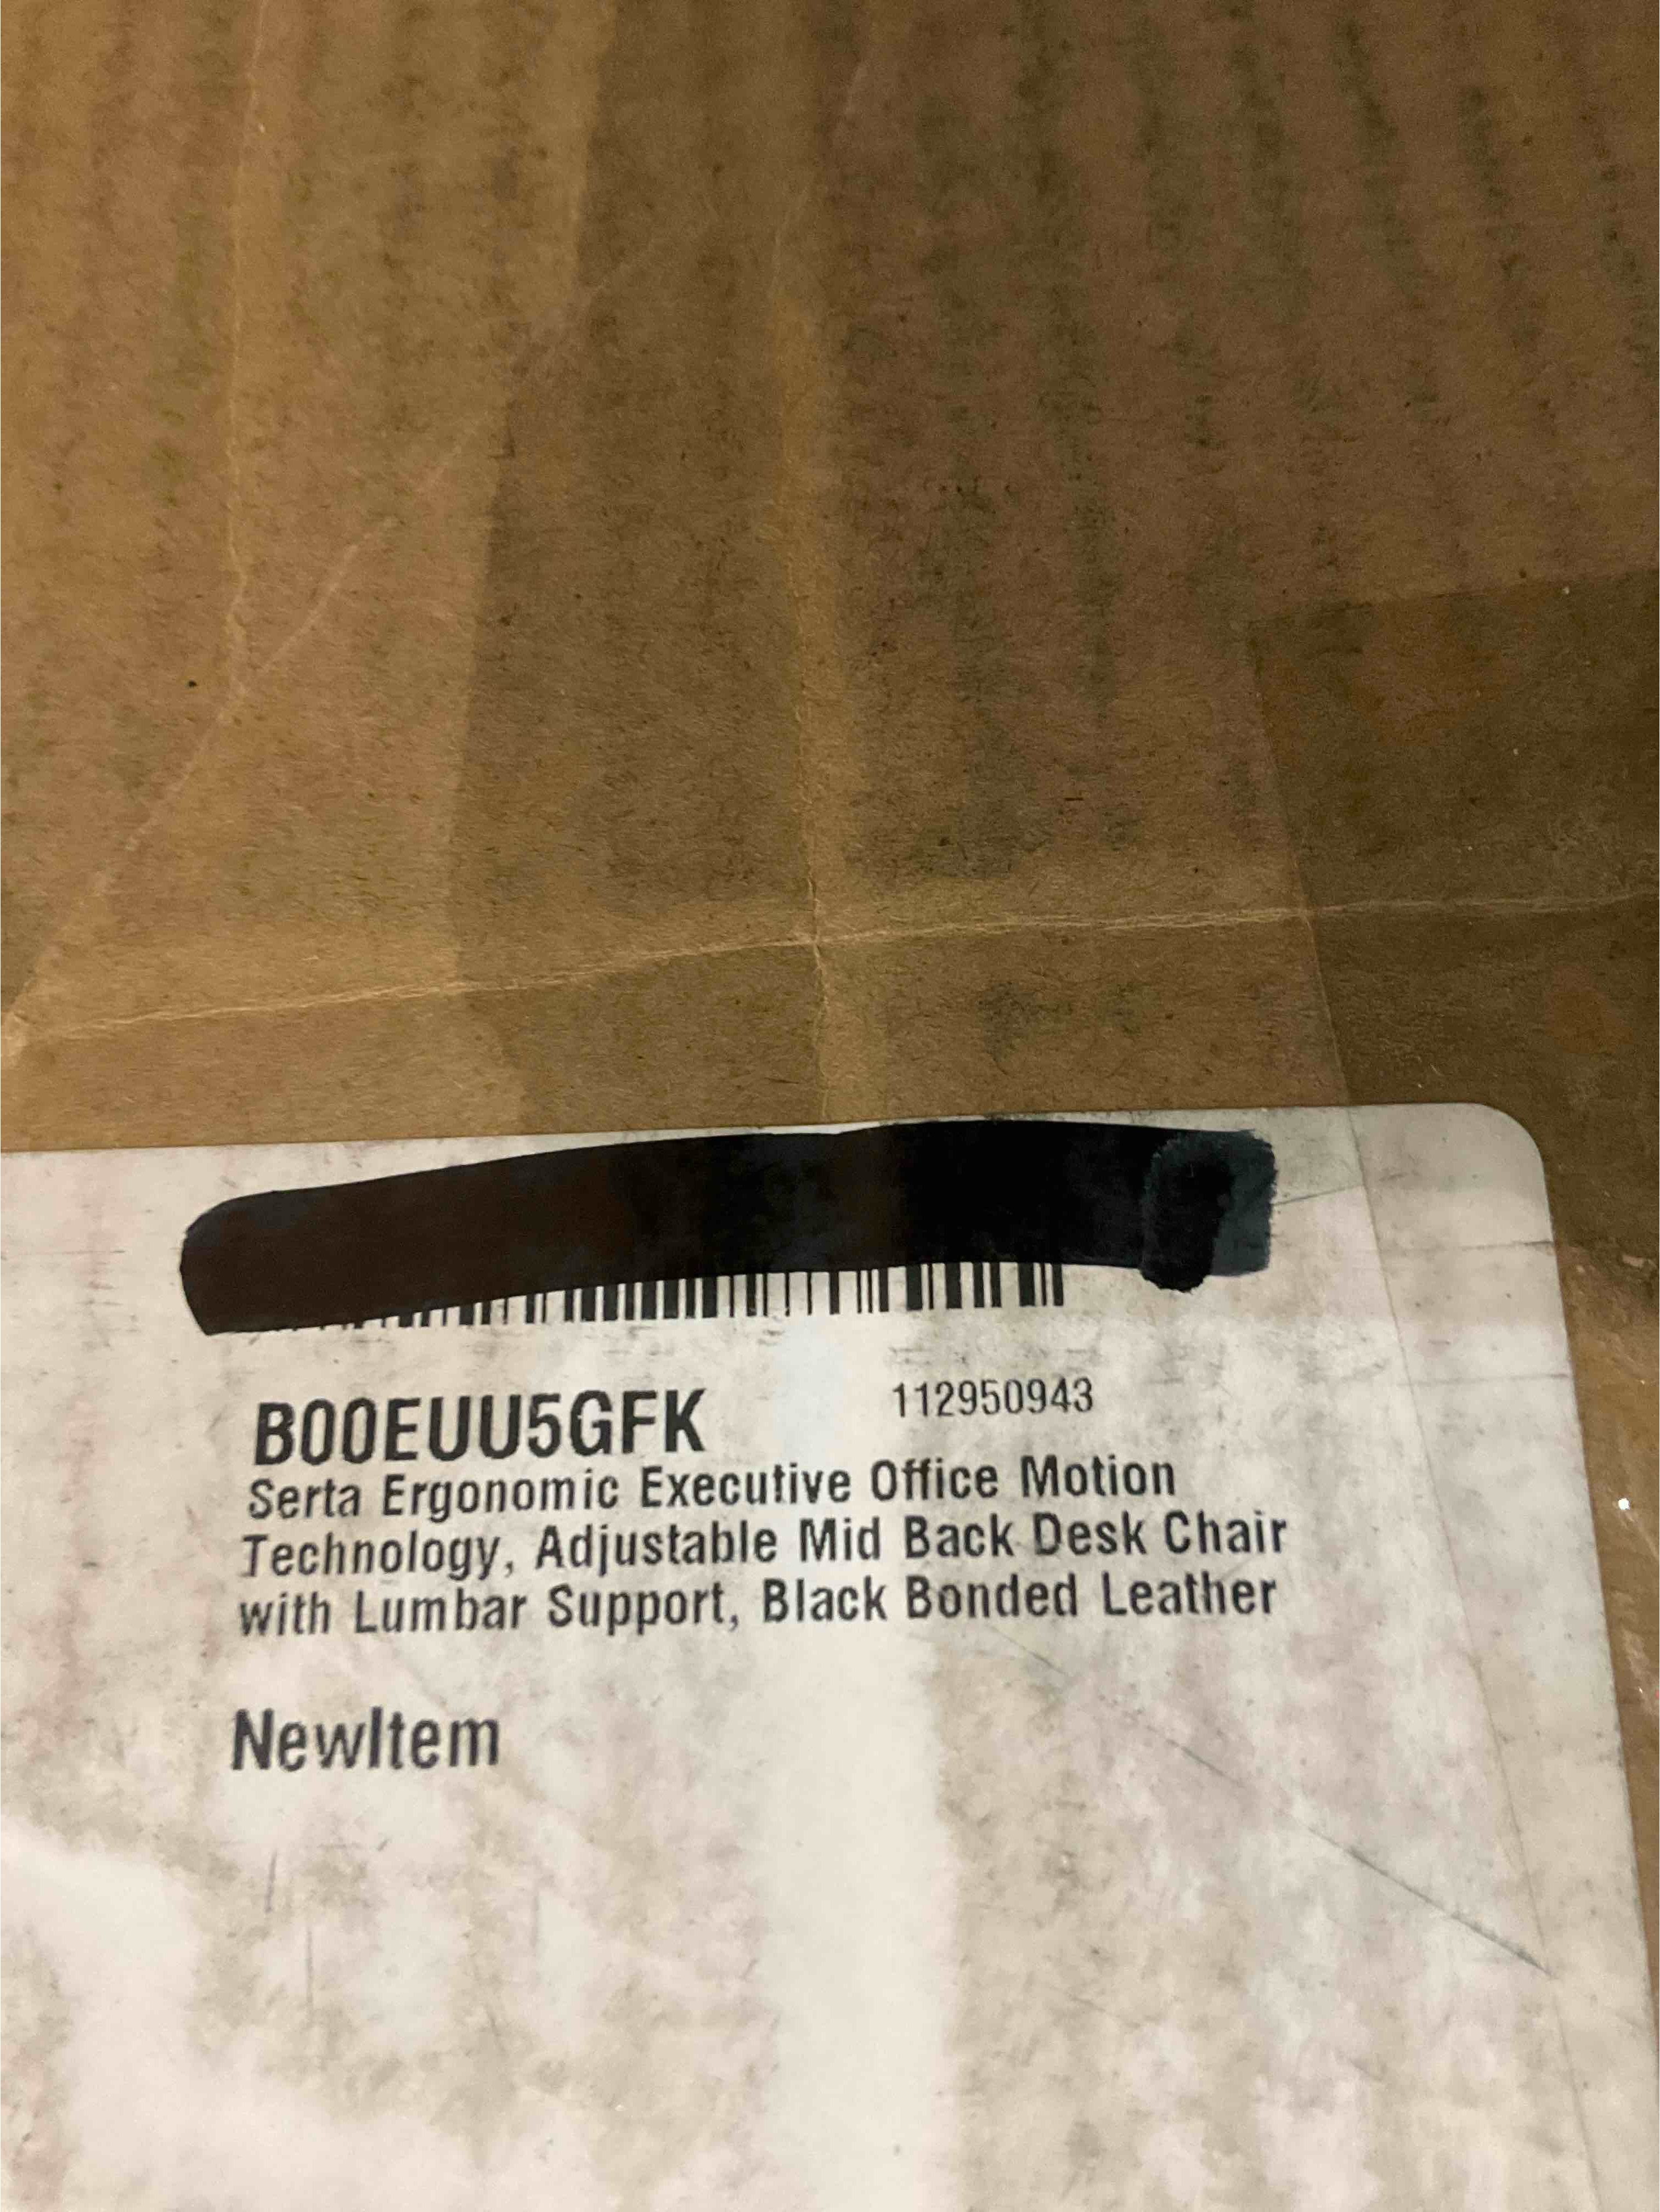 B00EUU5GFK 112950943
Serta Ergonomic Executive Office Motion
Technology, Adjustable Mid Back Desk Chair
with Lumbar Support, Black Bonded Leather
NewItem